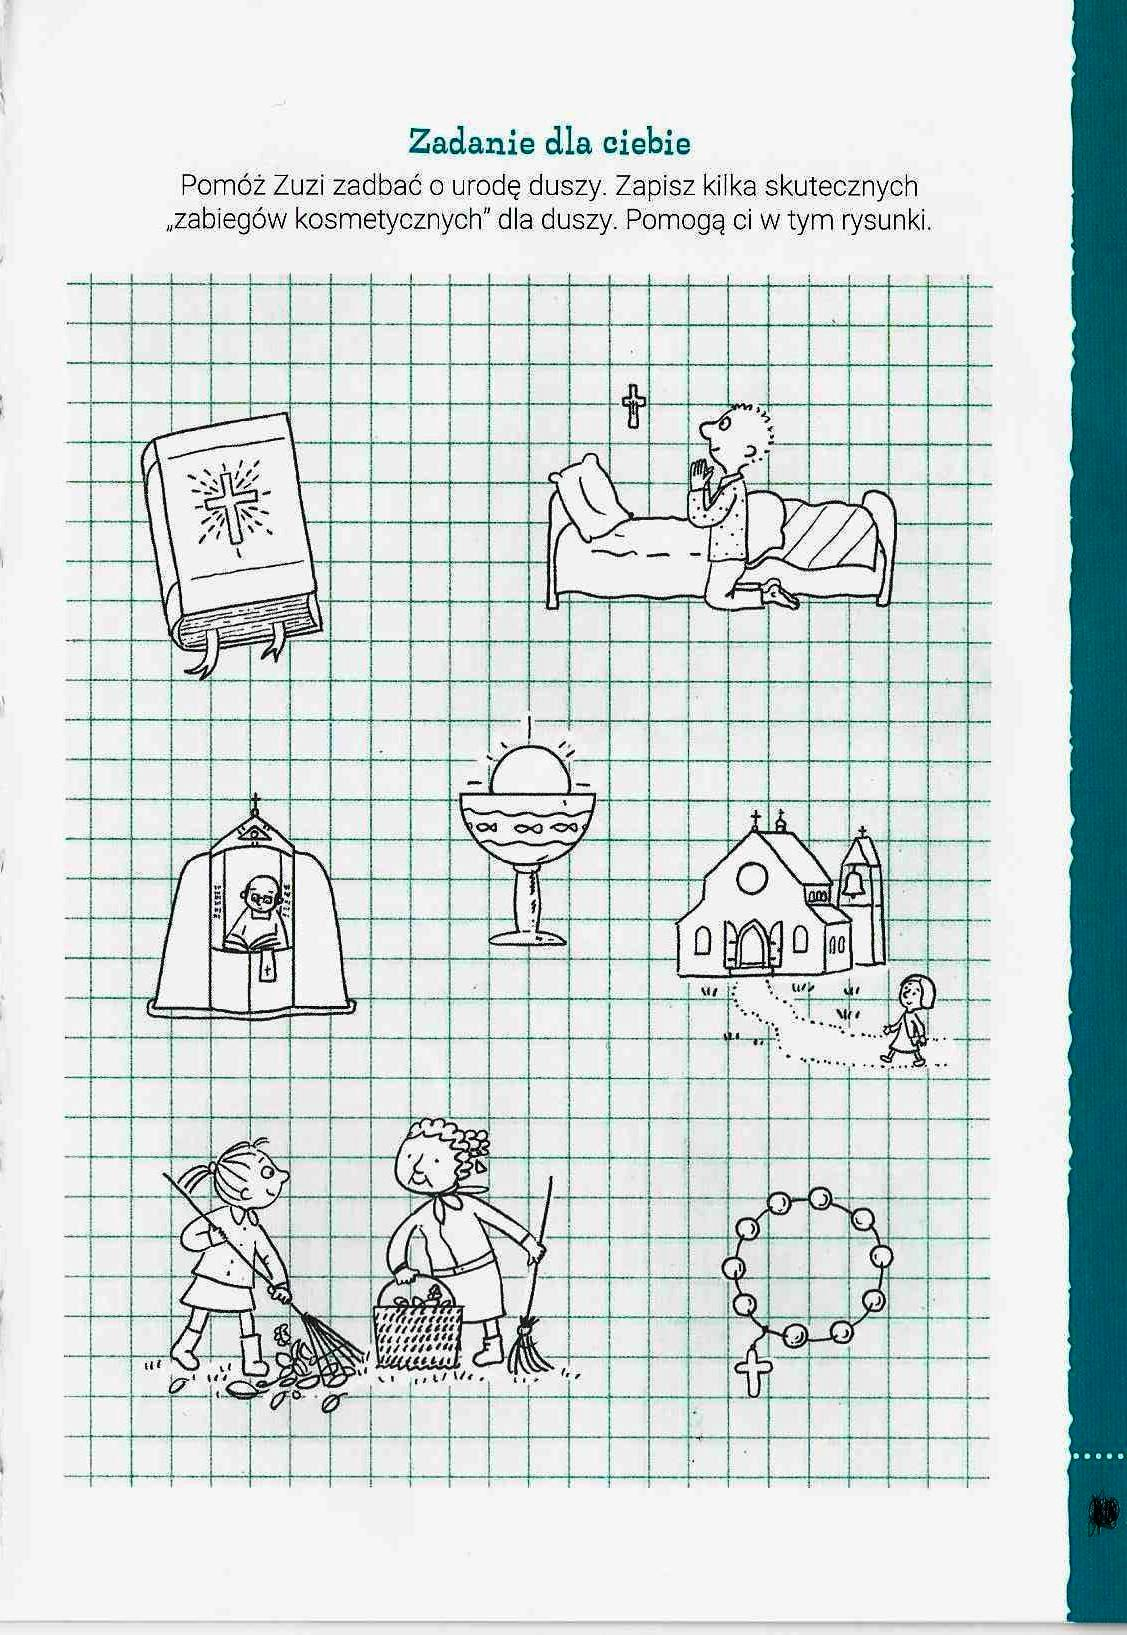 Zadanie dla ciebie
Pomóż Zuzi zadbać o urodę duszy. Zapisz kilka skutecznych
„zabiegów kosmetycznych” dla duszy. Pomogą ci w tym rysunki.